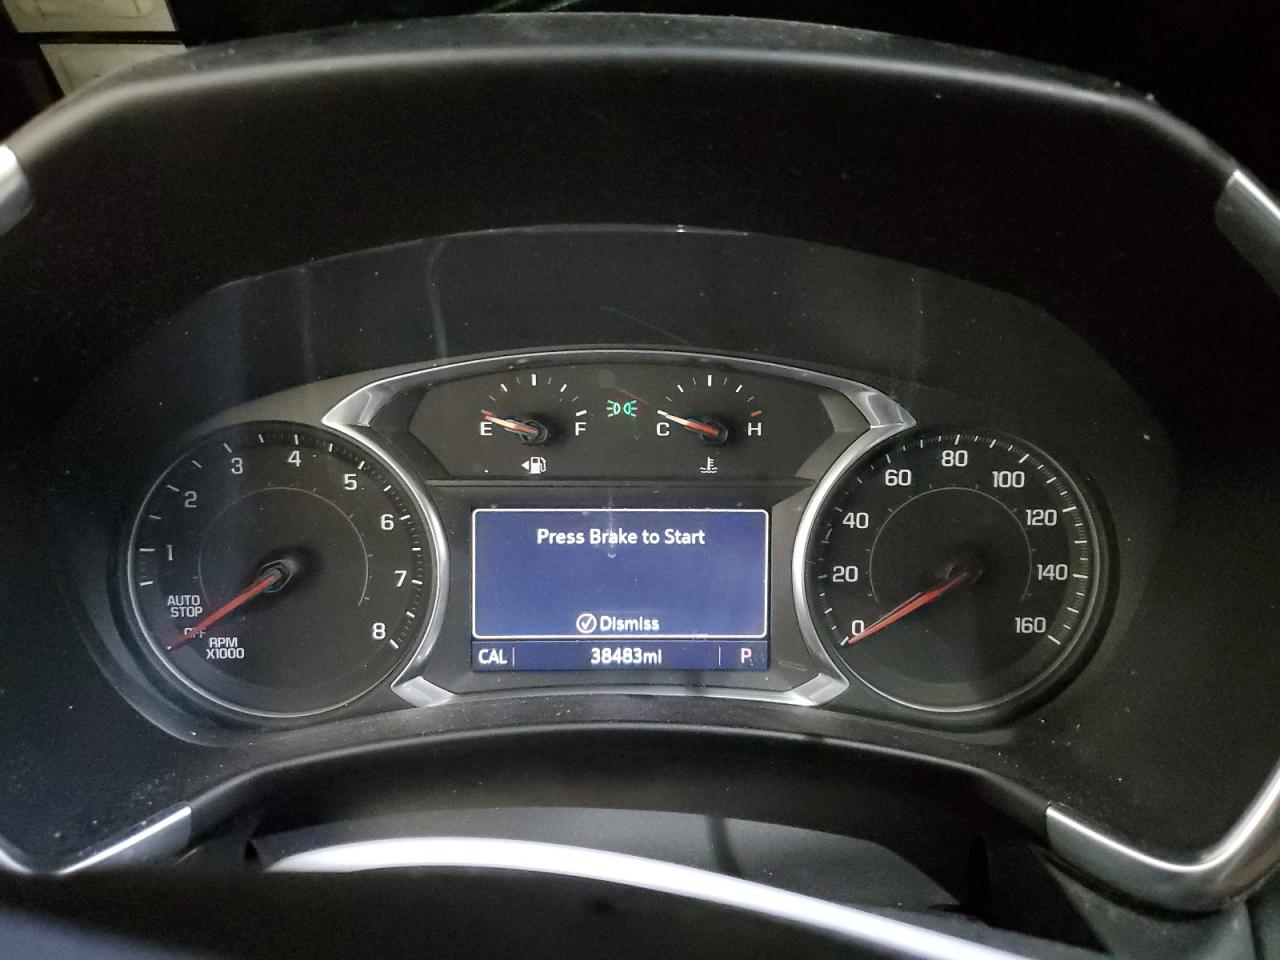 E
F
C
H
1
2
3
4
5
6
7
8
AUTO
STOP
OFF
RPM
X1000
Press Brake to Start
Dismiss
CAL
38483mi
P
0
20
40
60
80
100
120
140
160